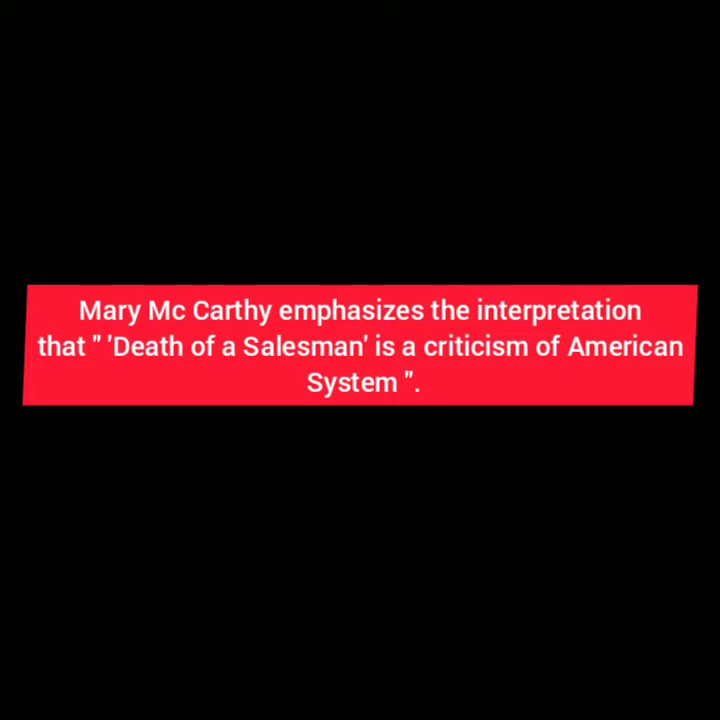 Mary Mc Carthy emphasizes the interpretation
that " 'Death of a Salesman' is a criticism of American
System ".